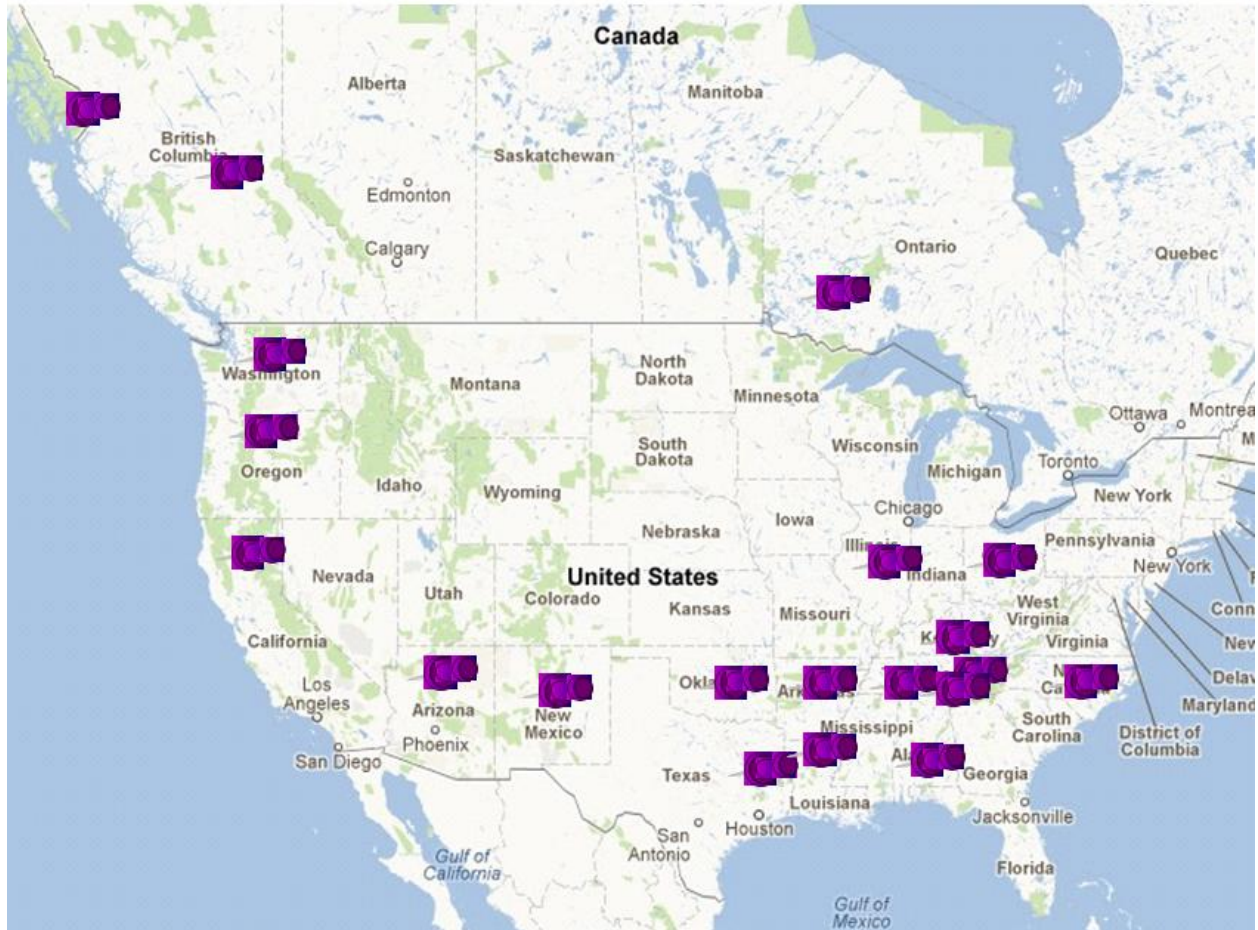 Canada
Alberta
Manitoba
British
Saskatchewan
Edmonton
Calgary
Ontario
Quebec
Washington
Montana
North
Dakota
Minnesota
Ottawa
Montrea
Oregon
Idaho
South
Dakota
Wisconsin
Michigan
Toronto
M
Wyoming
New York
Chicago
Nebraska
Iowa
Pennsylvania
New York
Nevada
Utah
Colorado
United States
Kansas
Missouri
Indiana
West
Virginia
Conn
California
Virginia
Nev
Los
Angeles
Delav
Maryland
Arizona
New
Mexico
Mississippi
South
Carolina
District of
Columbia
Phoenix
San Diego
Texas
Georgia
Louisiana
Jacksonville
San
Antonio
Houston
Gulf of
California
Florida
Gulf of
Mexico